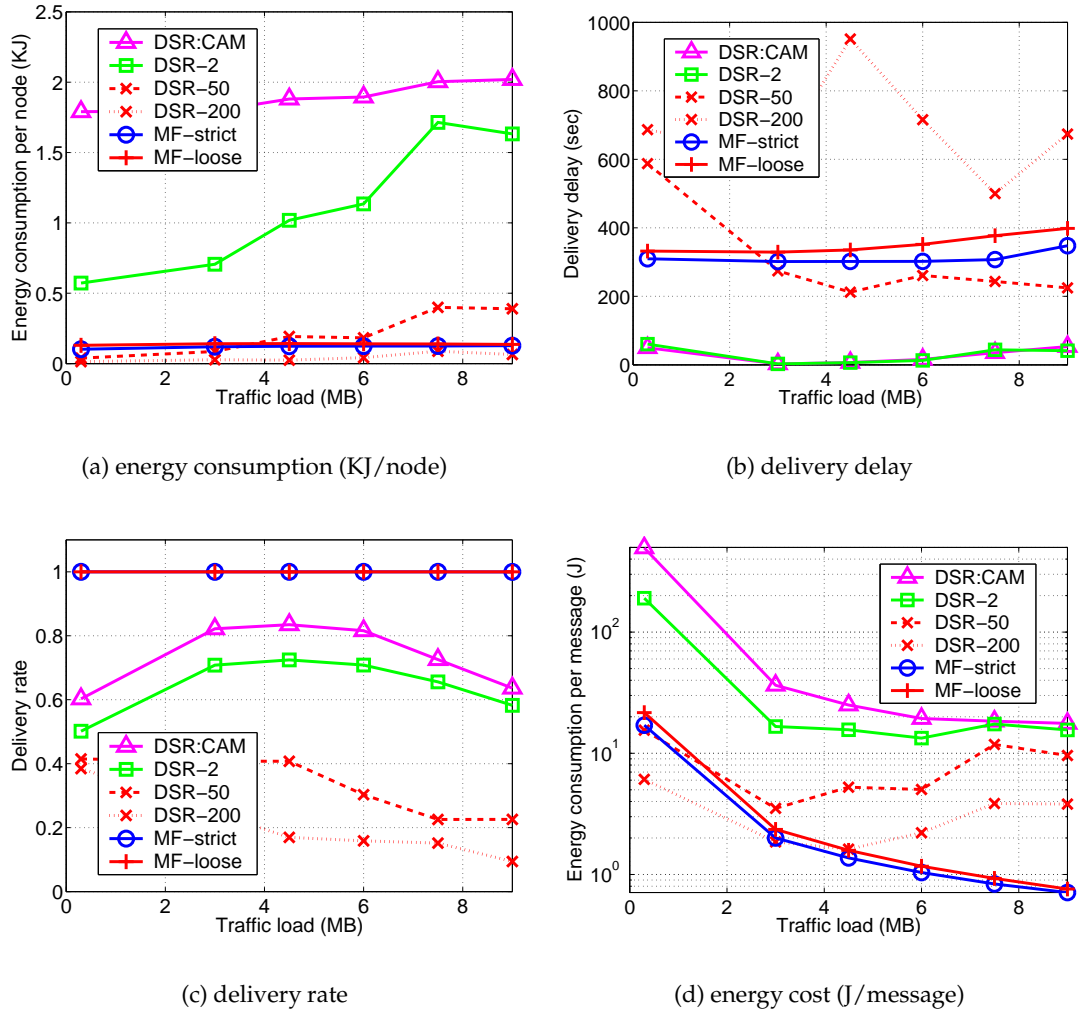 2.5
2
1.5
1
0.5
0
0 2 4 6 8
Energy consumption per node (KJ)
Traffic load (MB)
DSR:CAM
DSR−2
DSR−50
DSR−200
MF−strict
MF−loose
(a) energy consumption (KJ/node)
1000
800
600
400
200
0
0 2 4 6 8
Delivery delay (sec)
Traffic load (MB)
DSR:CAM
DSR−2
DSR−50
DSR−200
MF−strict
MF−loose
(b) delivery delay
1
0.8
0.6
0.4
0.2
0
0 2 4 6 8
Delivery rate
Traffic load (MB)
DSR:CAM
DSR−2
DSR−50
DSR−200
MF−strict
MF−loose
(c) delivery rate
10^2
10^1
10^0
0 2 4 6 8
Energy consumption per message (J)
Traffic load (MB)
DSR:CAM
DSR−2
DSR−50
DSR−200
MF−strict
MF−loose
(d) energy cost (J/message)